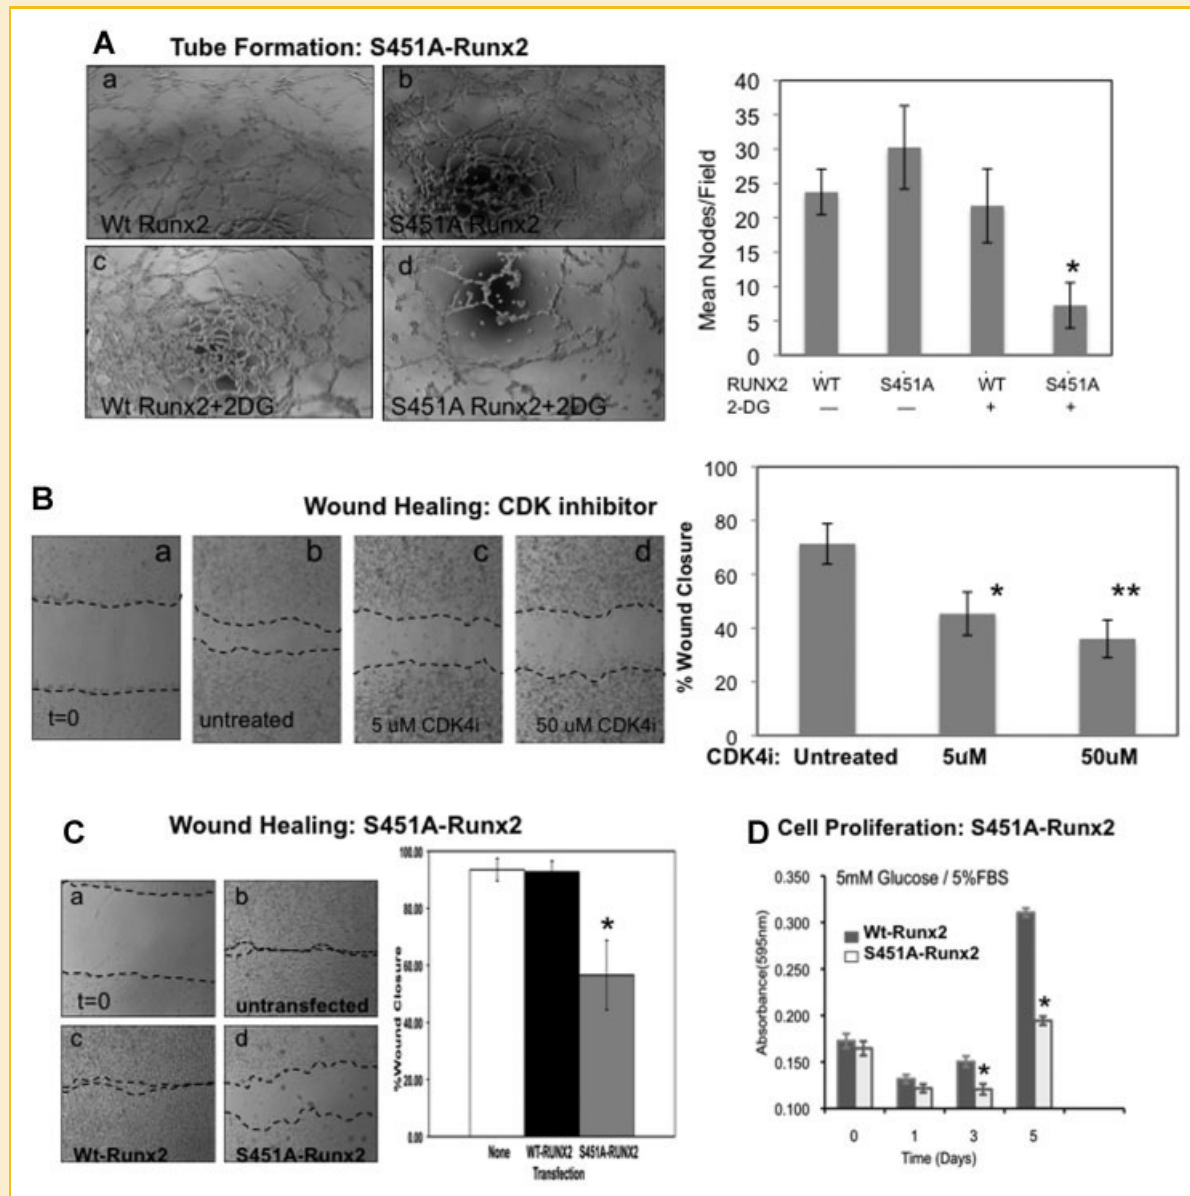 A
Tube Formation: S451A-Runx2
a
b
Wt Runx2
S451A Runx2
c
d
Wt Runx2+2DG
S451A Runx2+2DG
Mean Nodes/Field
40
35
30
25
20
15
10
5
0
*
RUNX2 WT S451A WT S451A
2-DG — — + +
B
Wound Healing: CDK inhibitor
a
b
c
d
t=0
untreated
5 uM CDK4i
50 uM CDK4i
% Wound Closure
100
80
60
40
20
0
*
**
CDK4i: Untreated 5uM 50uM
C
Wound Healing: S451A-Runx2
a
b
t=0
untransfected
c
d
Wt-Runx2
S451A-Runx2
%Wound Closure
100.00
80.00
60.00
40.00
20.00
0.00
*
None WT-RUNX2 S451A-RUNX2
Transfection
D
Cell Proliferation: S451A-Runx2
5mM Glucose / 5%FBS
Wt-Runx2
S451A-Runx2
Absorbance(595nm)
0.350
0.300
0.250
0.200
0.150
0.100
*
*
0 1 3 5
Time (Days)